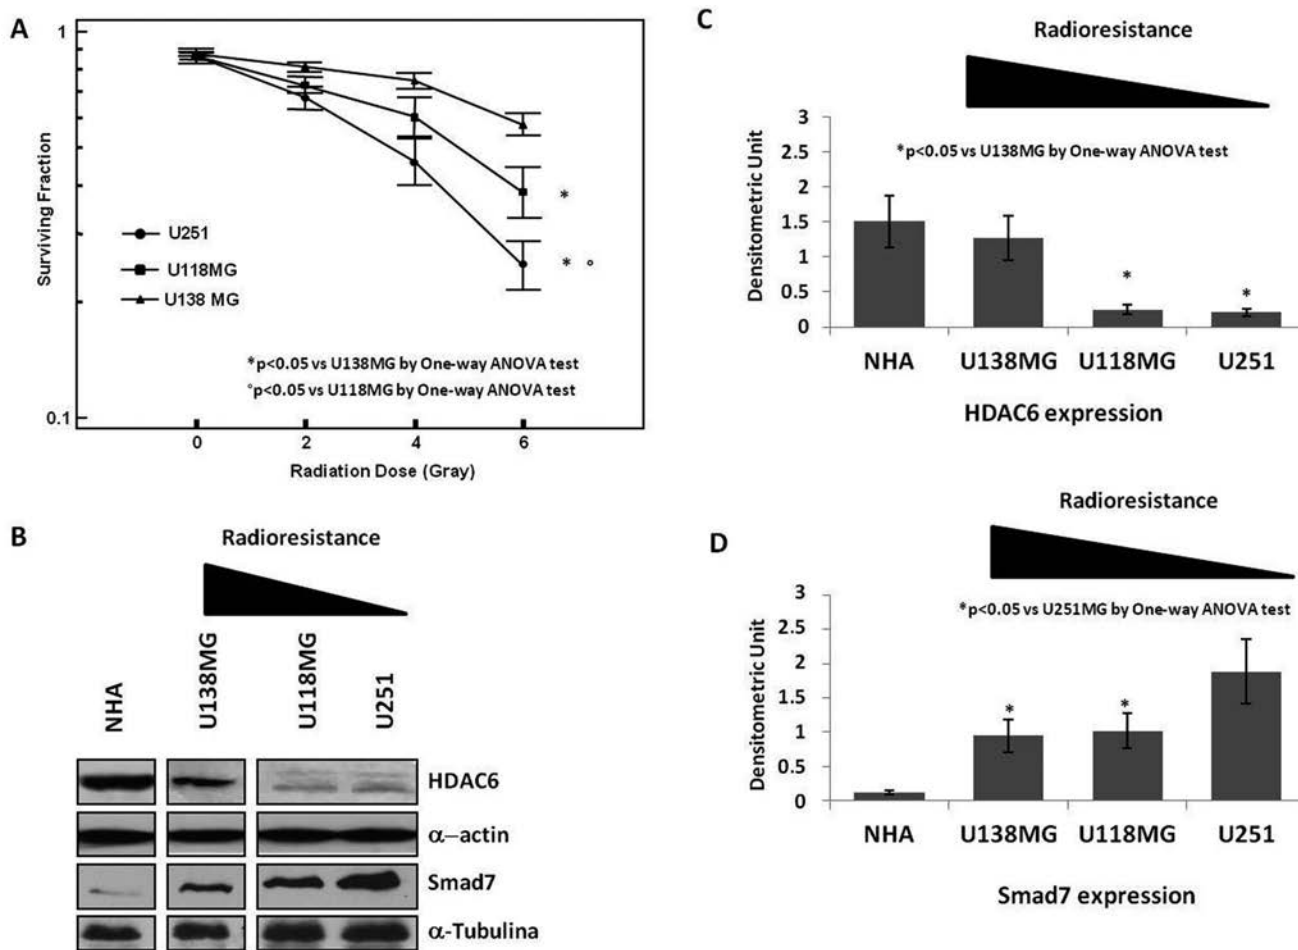 A
1
Surviving Fraction
U251
U118MG
U138 MG
*
* °
*p<0.05 vs U138MG by One-way ANOVA test
°p<0.05 vs U118MG by One-way ANOVA test
0.1
0 2 4 6
Radiation Dose (Gray)
B
Radioresistance
NHA U138MG U118MG U251
HDAC6
α–actin
Smad7
α-Tubulina
C
Radioresistance
*p<0.05 vs U138MG by One-way ANOVA test
Densitometric Unit
3
2.5
2
1.5
1
0.5
0
* *
NHA U138MG U118MG U251
HDAC6 expression
D
Radioresistance
*p<0.05 vs U251MG by One-way ANOVA test
Densitometric Unit
3
2.5
2
1.5
1
0.5
0
* *
NHA U138MG U118MG U251
Smad7 expression